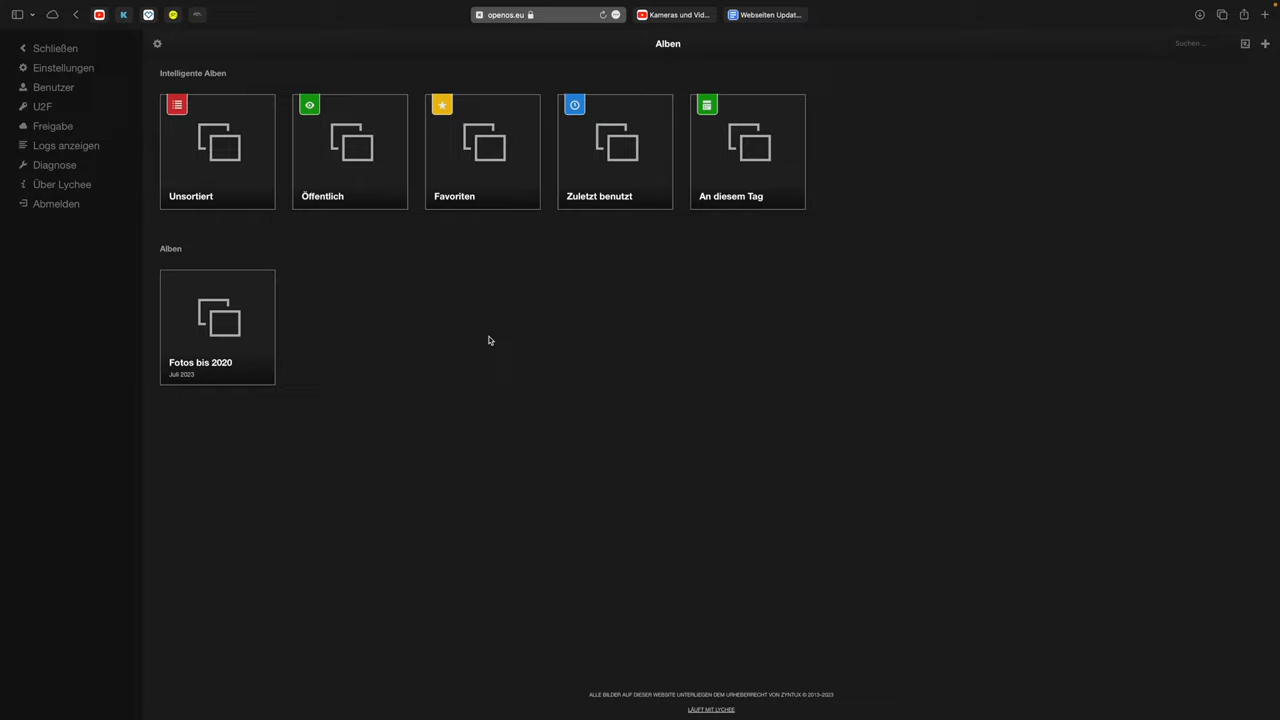 openos.eu
Kameras und Vid...
Webseiten Updat...
Schließen
Einstellungen
Benutzer
U2F
Freigabe
Logs anzeigen
Diagnose
Über Lychee
Abmelden
Alben
Suchen ...
Intelligente Alben
Unsortiert
Öffentlich
Favoriten
Zuletzt benutzt
An diesem Tag
Alben
Fotos bis 2020
Juli 2023
ALLE BILDER AUF DIESER WEBSITE UNTERLIEGEN DEM URHEBERRECHT VON ZYNTUX © 2013–2023
LÄUFT MIT LYCHEE